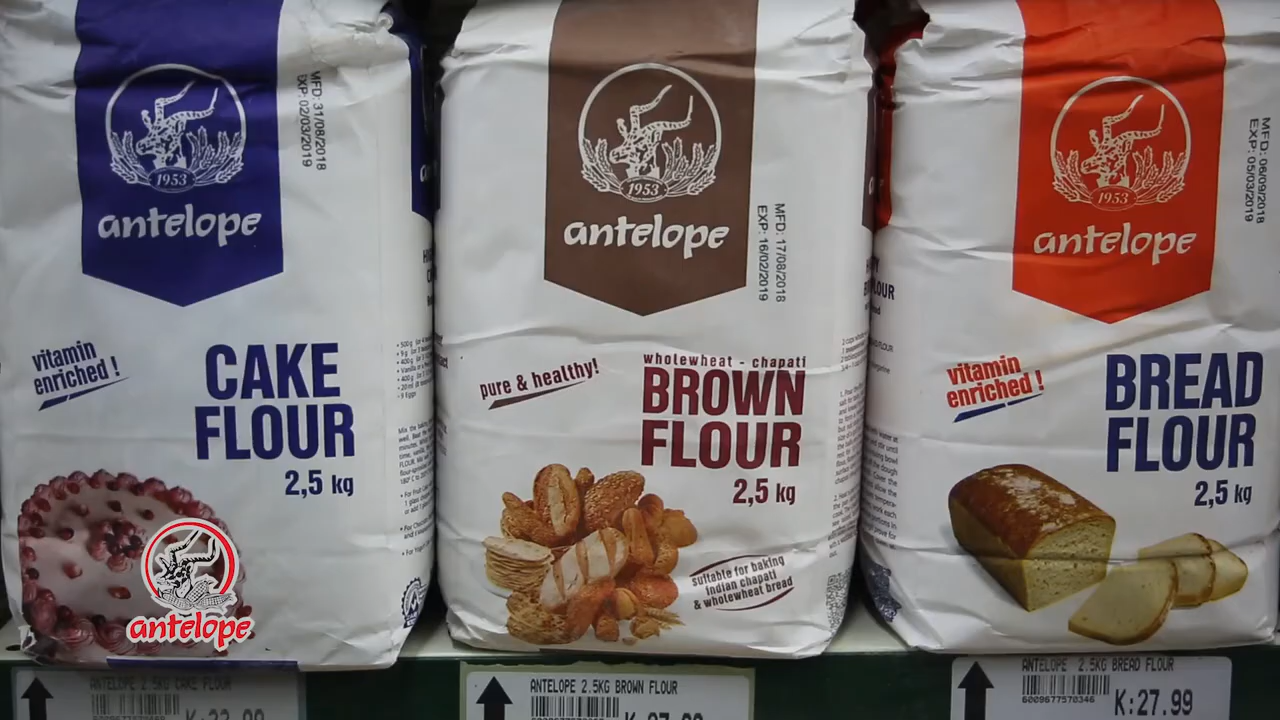 1953
antelope
MFD: 31/08/2018
EXP: 02/03/2019
vitamin
enriched !
CAKE
FLOUR
2,5 kg
antelope
ANTELOPE 2.5KG CAKE FLOUR
1953
antelope
MFD: 17/08/2018
EXP: 16/02/2019
pure & healthy!
wholewheat - chapati
BROWN
FLOUR
2,5 kg
suitable for baking
Indian chapati
& wholewheat bread
ANTELOPE 2.5KG BROWN FLOUR
1953
antelope
MFD: 06/09/2018
EXP: 05/03/2019
vitamin
enriched !
BREAD
FLOUR
2,5 kg
ANTELOPE 2.5KG BREAD FLOUR
6009677570346
K:27.99